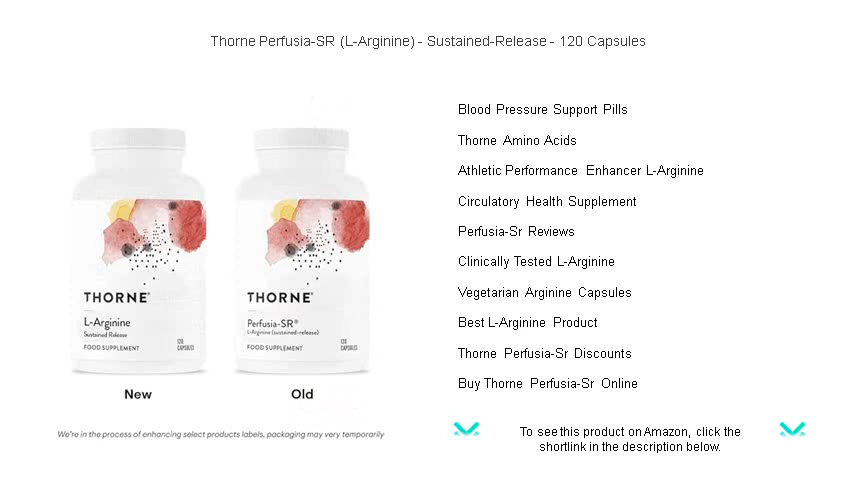 Thorne Perfusia-SR (L-Arginine) - Sustained-Release - 120 Capsules
Blood Pressure Support Pills
Thorne Amino Acids
Athletic Performance Enhancer L-Arginine
Circulatory Health Supplement
Perfusia-Sr Reviews
Clinically Tested L-Arginine
Vegetarian Arginine Capsules
Best L-Arginine Product
Thorne Perfusia-Sr Discounts
Buy Thorne Perfusia-Sr Online
THORNE®
L-Arginine
Sustained Release
FOOD SUPPLEMENT
120
CAPSULES
THORNE®
Perfusia-SR®
L-Arginine (sustained-release)
FOOD SUPPLEMENT
120
CAPSULES
New
Old
We're in the process of enhancing select products labels, packaging may very temporarily
To see this product on Amazon, click the
shortlink in the description below.